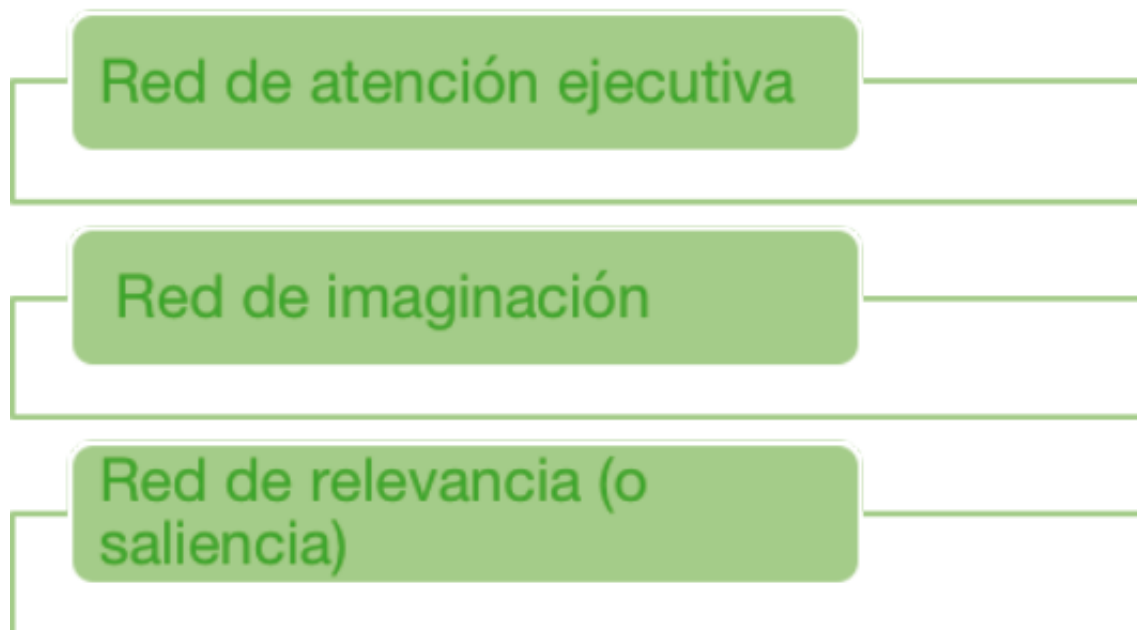 Red de atención ejecutiva
Red de imaginación
Red de relevancia (o
saliencia)